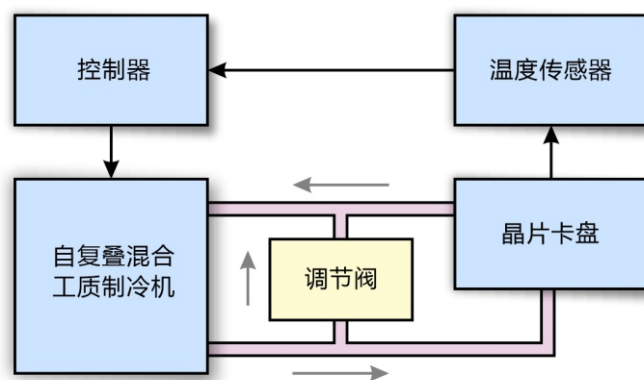 控制器
温度传感器
自复叠混合
工质制冷机
调节阀
晶片卡盘